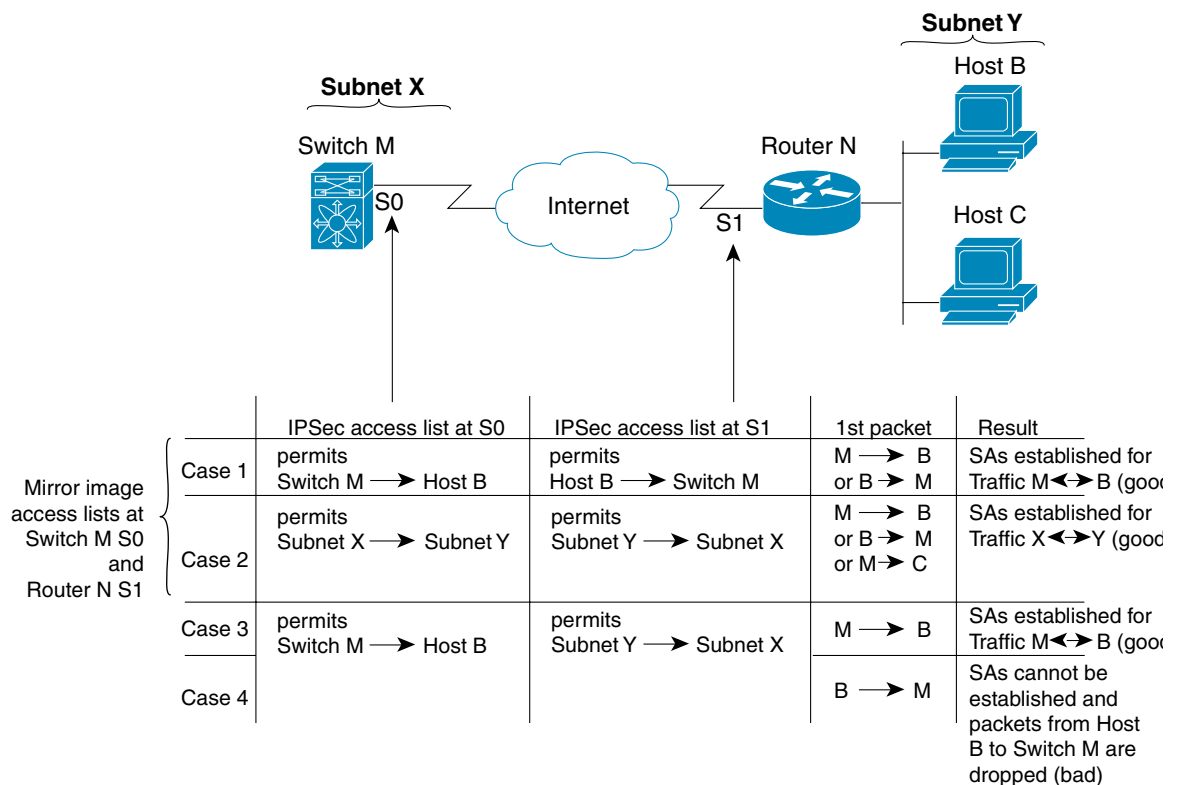 Subnet Y
Host B
Subnet X
Switch M
Router N
S0
Internet
S1
Host C
IPSec access list at S0
IPSec access list at S1
1st packet
Result
Mirror image
access lists at
Switch M S0
and
Router N S1
Case 1
permits
Switch M → Host B
permits
Host B → Switch M
M → B
or B → M
SAs established for
Traffic M ↔ B (good
Case 2
permits
Subnet X → Subnet Y
permits
Subnet Y → Subnet X
M → B
or B → M
or M → C
SAs established for
Traffic X ↔ Y (good
Case 3
permits
Switch M → Host B
permits
Subnet Y → Subnet X
M → B
SAs established for
Traffic M ↔ B (good
Case 4
B → M
SAs cannot be
established and
packets from Host
B to Switch M are
dropped (bad)